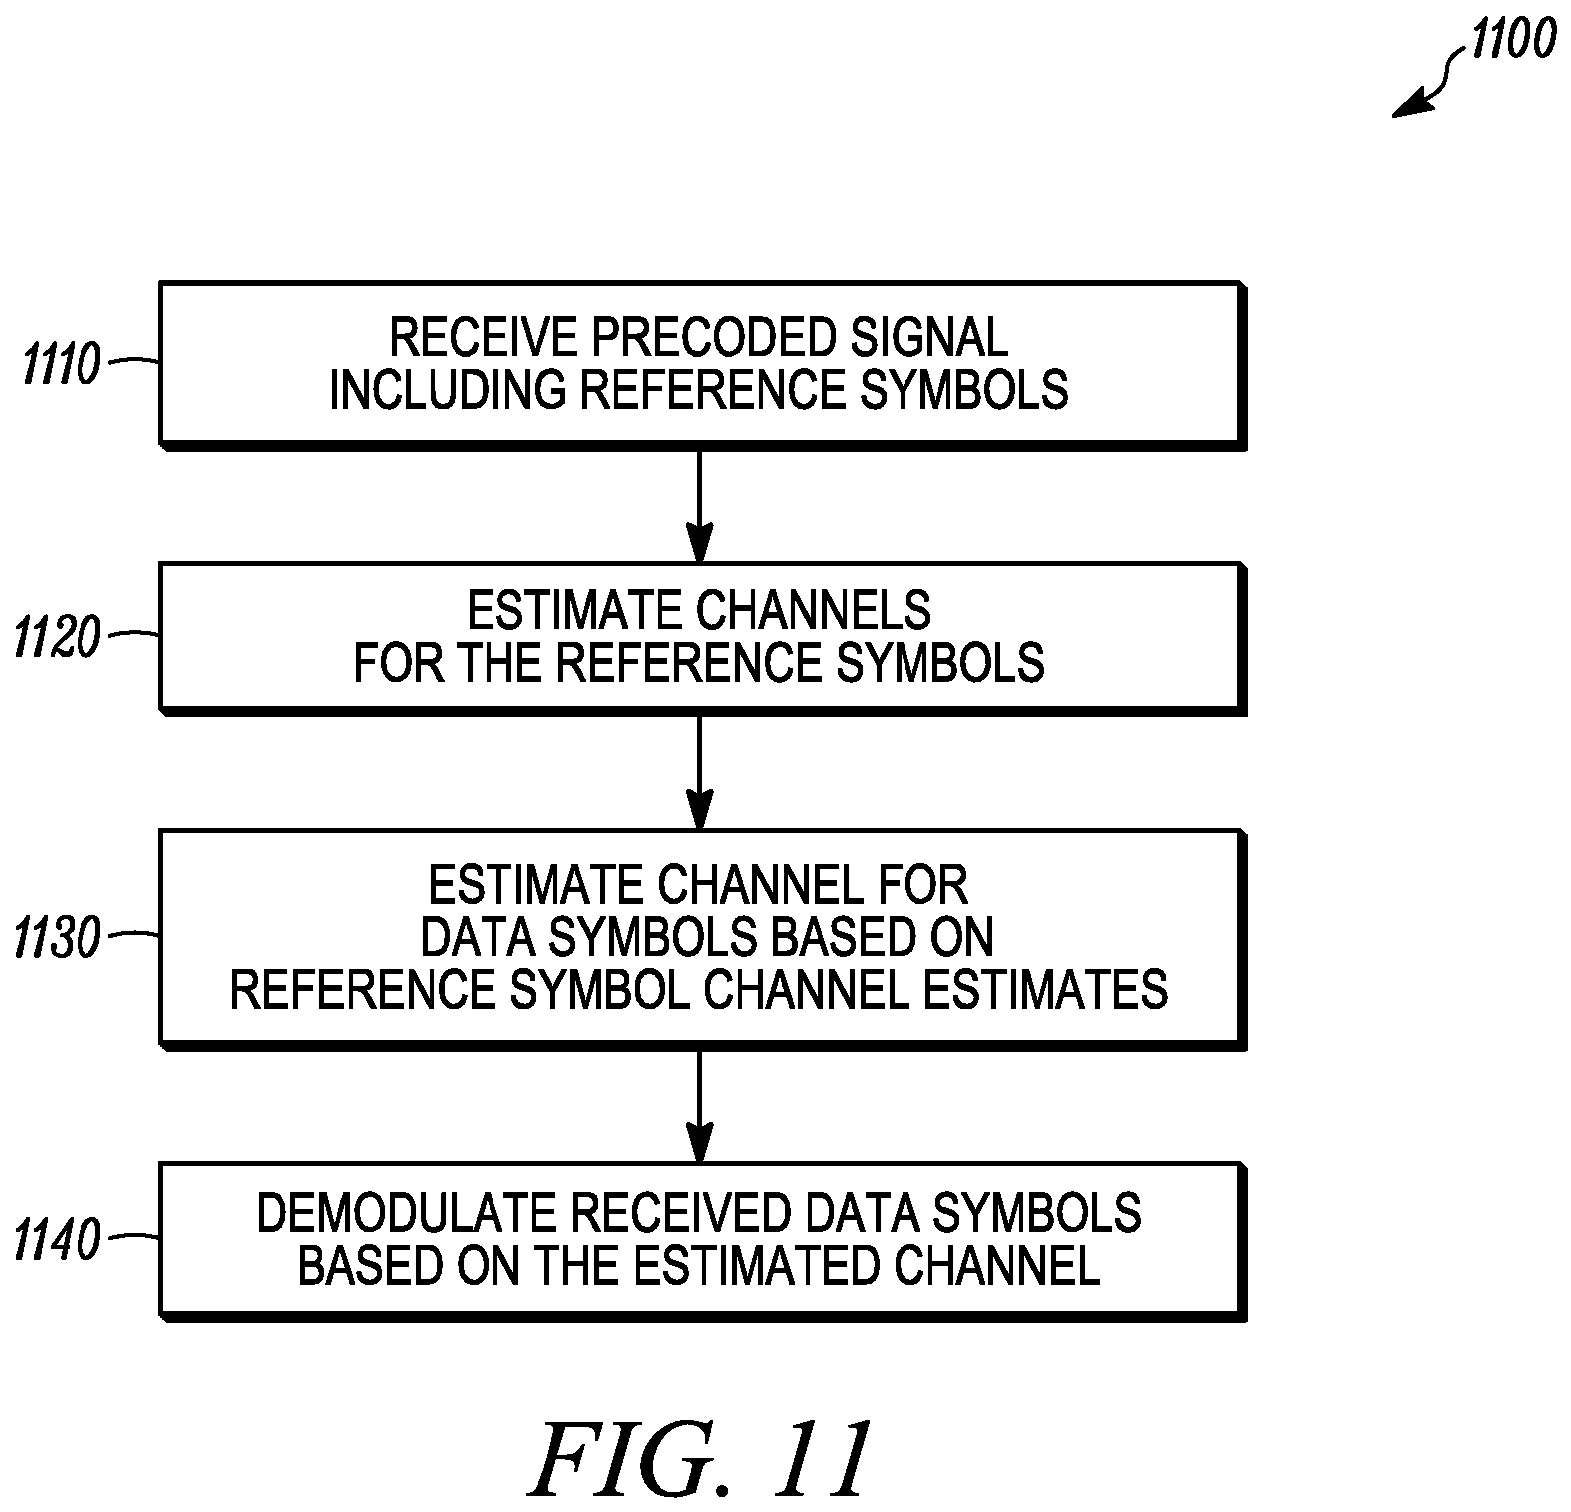 1100
1110
RECEIVE PRECODED SIGNAL
INCLUDING REFERENCE SYMBOLS
1120
ESTIMATE CHANNELS
FOR THE REFERENCE SYMBOLS
1130
ESTIMATE CHANNEL FOR
DATA SYMBOLS BASED ON
REFERENCE SYMBOL CHANNEL ESTIMATES
1140
DEMODULATE RECEIVED DATA SYMBOLS
BASED ON THE ESTIMATED CHANNEL
FIG. 11